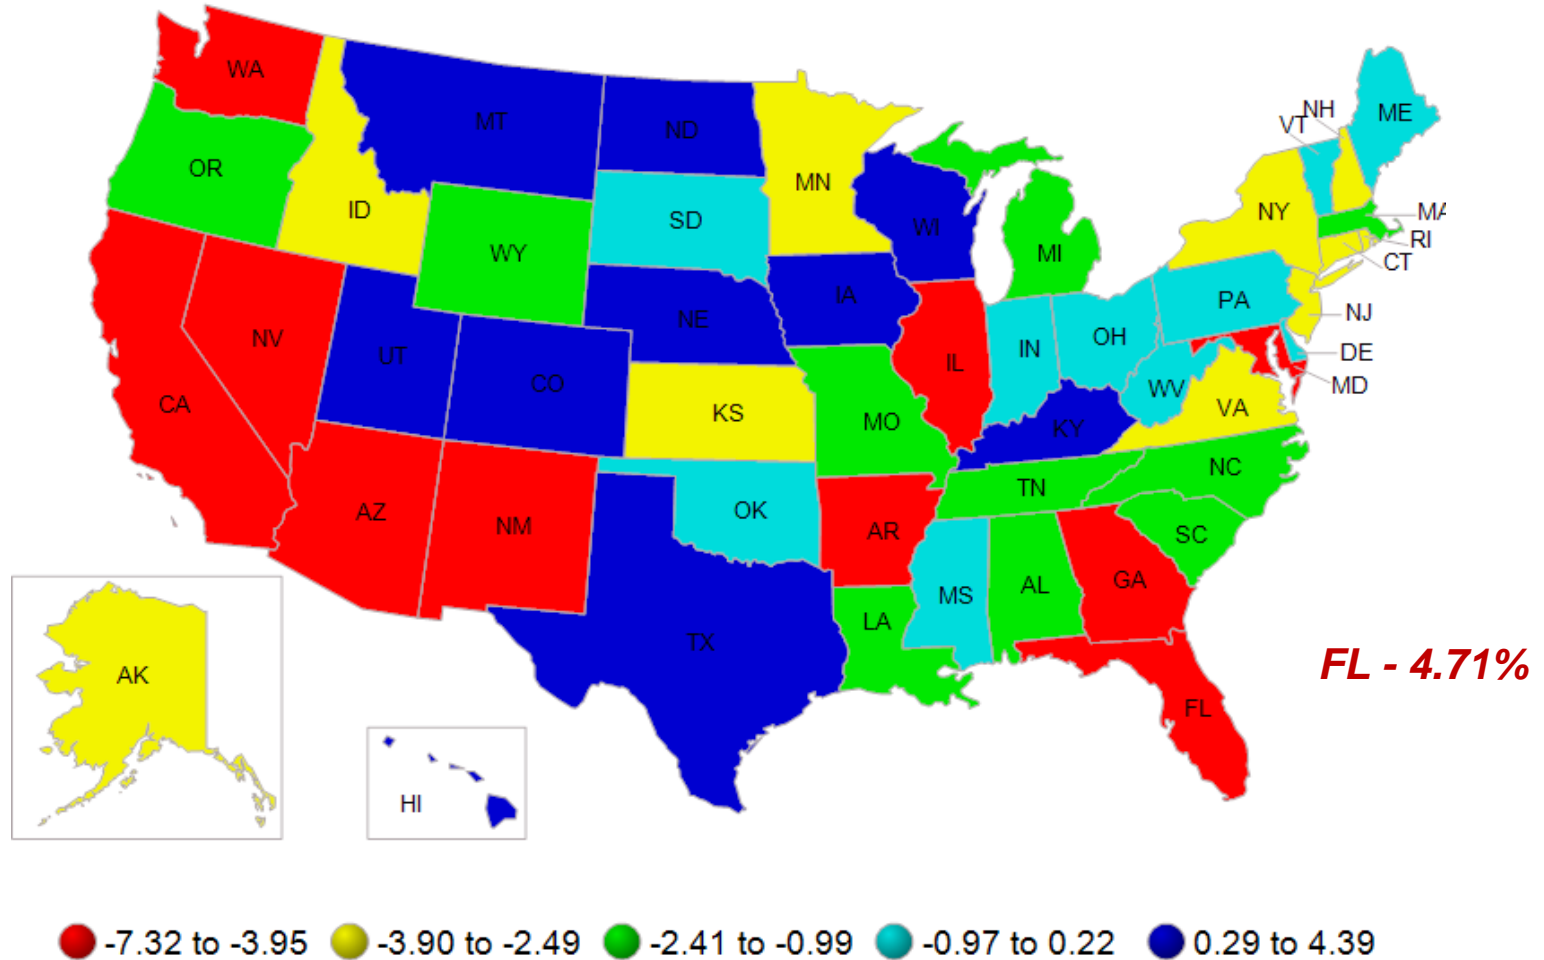 WA
MT
ND
MN
OR
ID
WY
SD
WI
MI
NY
VT
NH
ME
MA
RI
CT
NJ
PA
DE
MD
NV
UT
CO
NE
IA
IL
IN
OH
WV
VA
CA
KS
MO
KY
NC
TN
AZ
NM
OK
AR
SC
MS
AL
GA
LA
TX
FL
AK
HI
FL - 4.71%
-7.32 to -3.95 -3.90 to -2.49 -2.41 to -0.99 -0.97 to 0.22 0.29 to 4.39